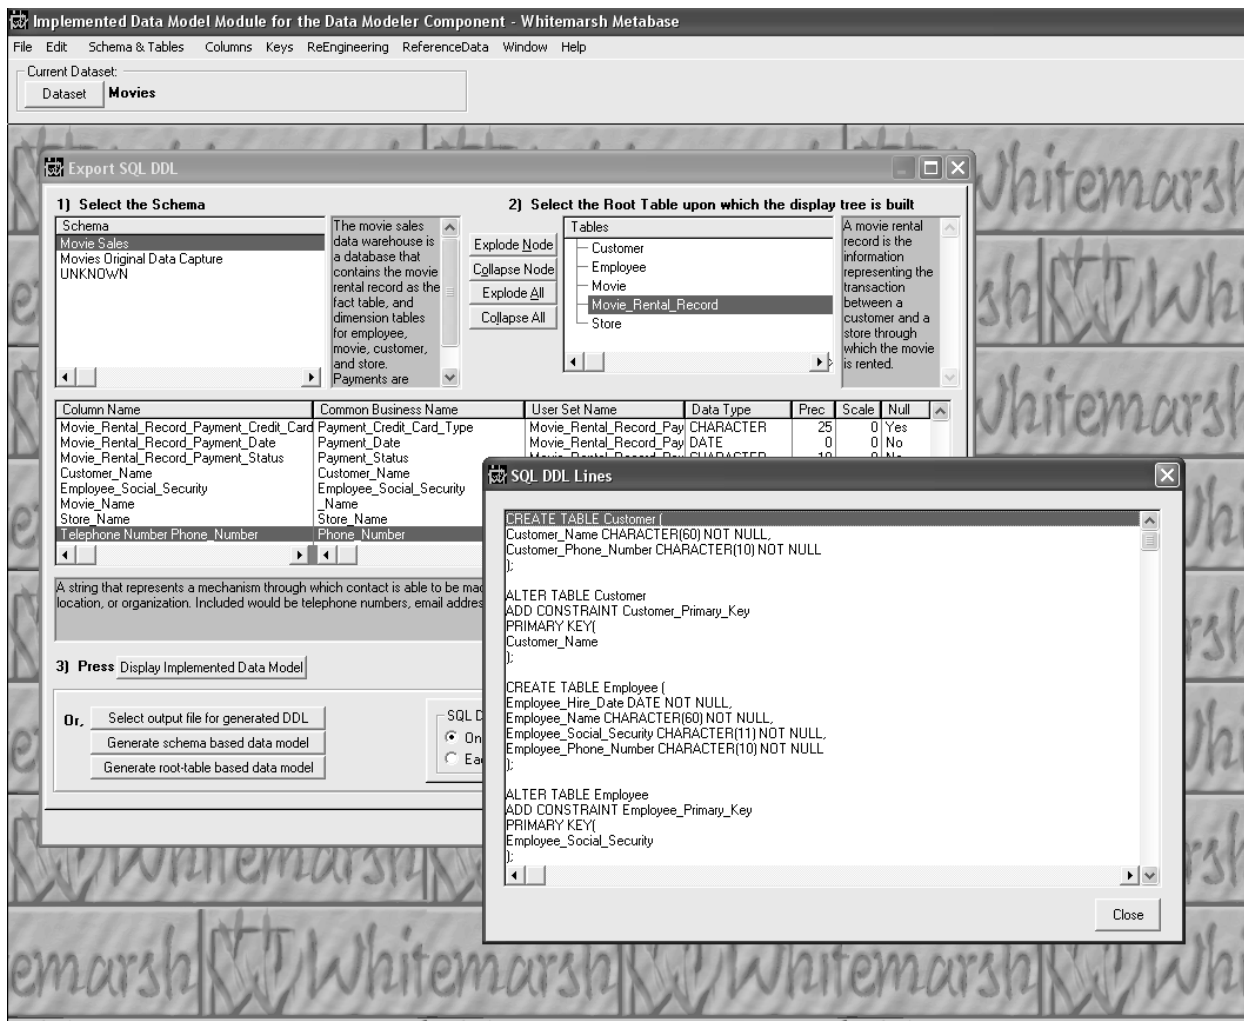 Implemented Data Model Module for the Data Modeler Component - Whitemarsh Metabase
File Edit Schema & Tables Columns Keys ReEngineering ReferenceData Window Help
Current Dataset:
Dataset Movies
Export SQL DDL
1) Select the Schema
Schema
Movie Sales
Movies Original Data Capture
UNKNOWN
The movie sales
data warehouse is
a database that
contains the movie
rental record as the
fact table, and
dimension tables
for employee,
movie, customer,
and store.
Payments are
Explode Node
Collapse Node
Explode All
Collapse All
2) Select the Root Table upon which the display tree is built
Tables
Customer
Employee
Movie
Movie_Rental_Record
Store
A movie rental
record is the
information
representing the
transaction
between a
customer and a
store through
which the movie
is rented.
Column Name Common Business Name User Set Name Data Type Prec Scale Null
Movie_Rental_Record_Payment_Credit_Card Payment_Credit_Card_Type Movie_Rental_Record_Pay CHARACTER 25 0 Yes
Movie_Rental_Record_Payment_Date Payment_Date Movie_Rental_Record_Pay DATE 0 0 No
Movie_Rental_Record_Payment_Status Payment_Status Movie_Rental_Record_Pay CHARACTER 10 0 No
Customer_Name Customer_Name
Employee_Social_Security Employee_Social_Security
Movie_Name _Name
Store_Name Store_Name
Telephone Number Phone_Number Phone_Number
A string that represents a mechanism through which contact is able to be mad
location, or organization. Included would be telephone numbers, email addres
3) Press Display Implemented Data Model
Or, Select output file for generated DDL
Generate schema based data model
Generate root-table based data model
SQL D
On
Ea
SQL DDL Lines
CREATE TABLE Customer (
Customer_Name CHARACTER(60) NOT NULL,
Customer_Phone_Number CHARACTER(10) NOT NULL
);
ALTER TABLE Customer
ADD CONSTRAINT Customer_Primary_Key
PRIMARY KEY(
Customer_Name
);
CREATE TABLE Employee (
Employee_Hire_Date DATE NOT NULL,
Employee_Name CHARACTER(60) NOT NULL,
Employee_Social_Security CHARACTER(11) NOT NULL,
Employee_Phone_Number CHARACTER(10) NOT NULL
);
ALTER TABLE Employee
ADD CONSTRAINT Employee_Primary_Key
PRIMARY KEY(
Employee_Social_Security
);
Close
Whitemarsh
Whitemarsh
Whitemarsh